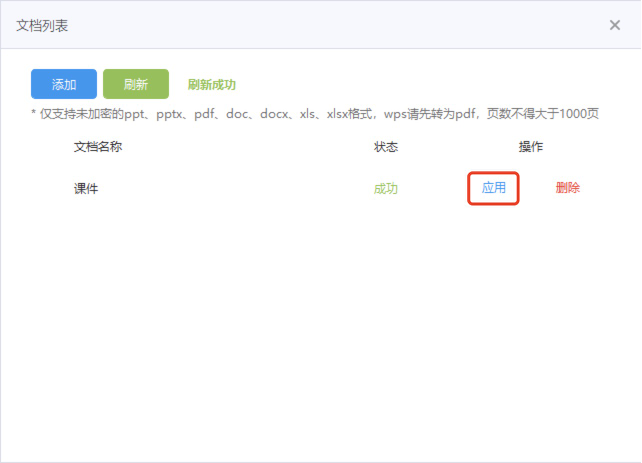 文档列表
添加 刷新 刷新成功
* 仅支持未加密的ppt、pptx、pdf、doc、docx、xls、xlsx格式，wps请先转为pdf，页数不得大于1000页
文档名称 状态 操作
课件 成功 应用 删除